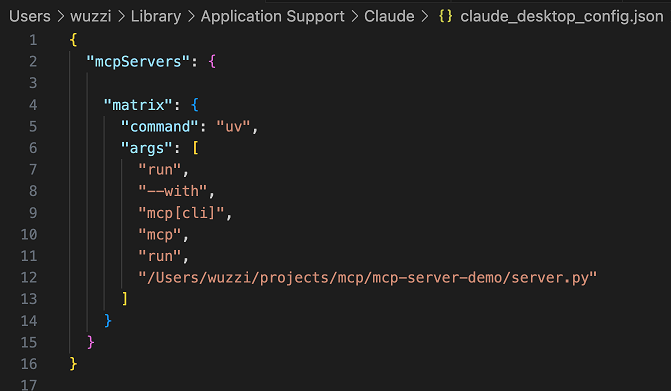 Users > wuzzi > Library > Application Support > Claude > {} claude_desktop_config.json
1 {
2 "mcpServers": {
3
4 "matrix": {
5 "command": "uv",
6 "args": [
7 "run",
8 "--with",
9 "mcp[cli]",
10 "mcp",
11 "run",
12 "/Users/wuzzi/projects/mcp/mcp-server-demo/server.py"
13 ]
14 }
15 }
16 }
17